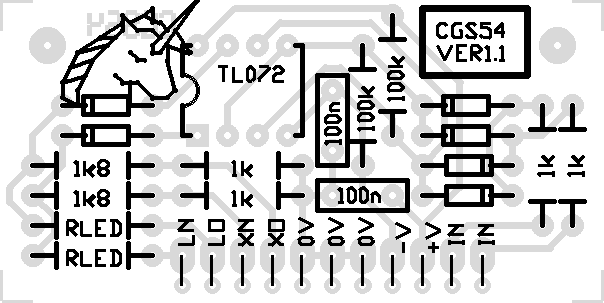 CGS54
VER1.1
TL072
100k
100k
100n
1k8
1k
1k
1k
1k8
1k
100n
RLED
RLED
LN
LO
XN
XO
0V
0V
0V
-V
+V
IN
IN